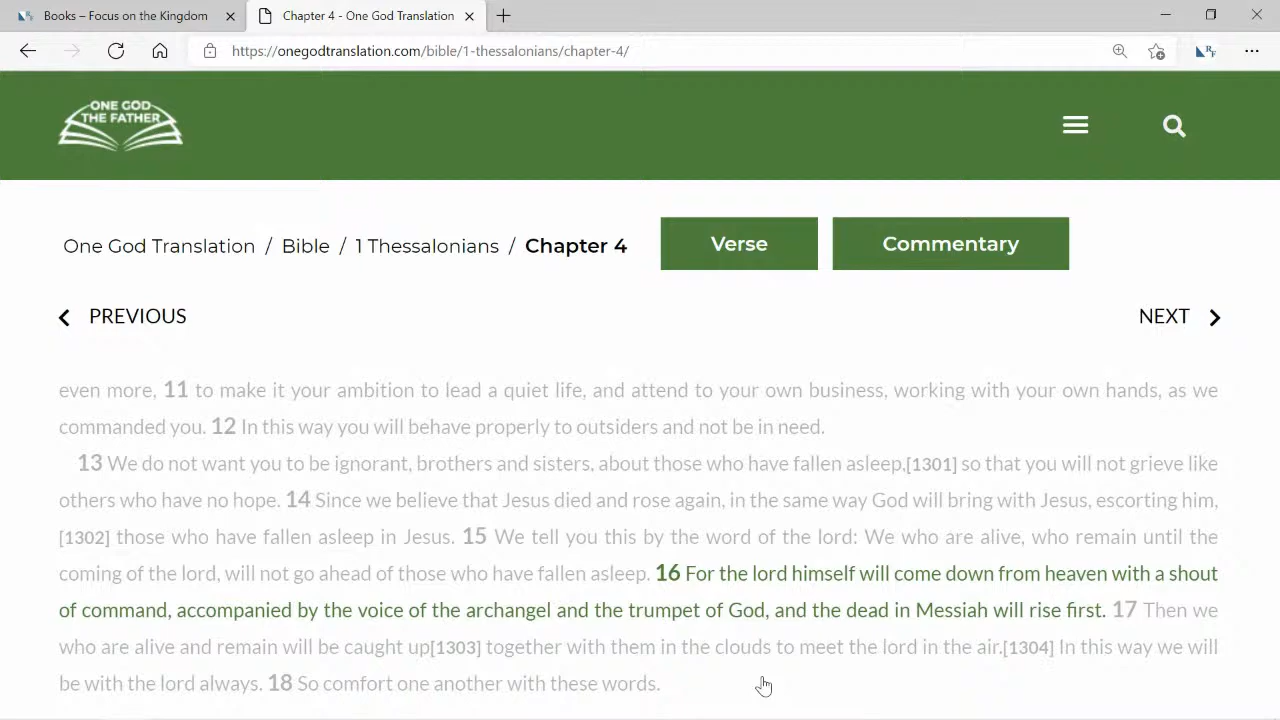 Books – Focus on the Kingdom
Chapter 4 - One God Translation
https://onegodtranslation.com/bible/1-thessalonians/chapter-4/
RF
ONE GOD
THE FATHER
One God Translation / Bible / 1 Thessalonians / Chapter 4
Verse
Commentary
PREVIOUS
NEXT
even more, 11 to make it your ambition to lead a quiet life, and attend to your own business, working with your own hands, as we
commanded you. 12 In this way you will behave properly to outsiders and not be in need.
13 We do not want you to be ignorant, brothers and sisters, about those who have fallen asleep,[1301] so that you will not grieve like
others who have no hope. 14 Since we believe that Jesus died and rose again, in the same way God will bring with Jesus, escorting him,
[1302] those who have fallen asleep in Jesus. 15 We tell you this by the word of the lord: We who are alive, who remain until the
coming of the lord, will not go ahead of those who have fallen asleep. 16 For the lord himself will come down from heaven with a shout
of command, accompanied by the voice of the archangel and the trumpet of God, and the dead in Messiah will rise first. 17 Then we
who are alive and remain will be caught up[1303] together with them in the clouds to meet the lord in the air.[1304] In this way we will
be with the lord always. 18 So comfort one another with these words.